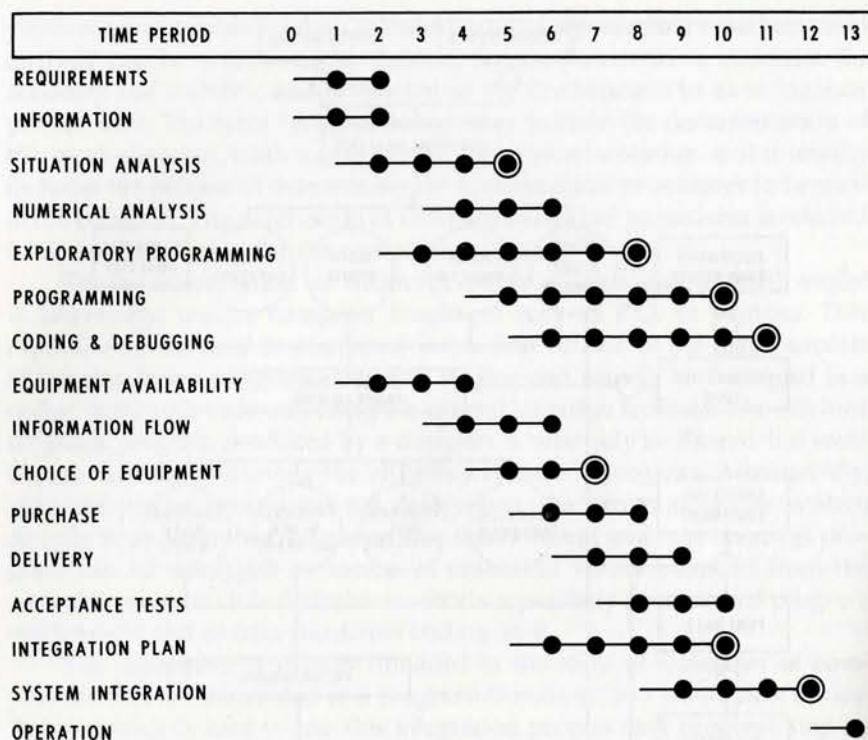 TIME PERIOD 0 1 2 3 4 5 6 7 8 9 10 11 12 13
REQUIREMENTS
INFORMATION
SITUATION ANALYSIS
NUMERICAL ANALYSIS
EXPLORATORY PROGRAMMING
PROGRAMMING
CODING & DEBUGGING
EQUIPMENT AVAILABILITY
INFORMATION FLOW
CHOICE OF EQUIPMENT
PURCHASE
DELIVERY
ACCEPTANCE TESTS
INTEGRATION PLAN
SYSTEM INTEGRATION
OPERATION